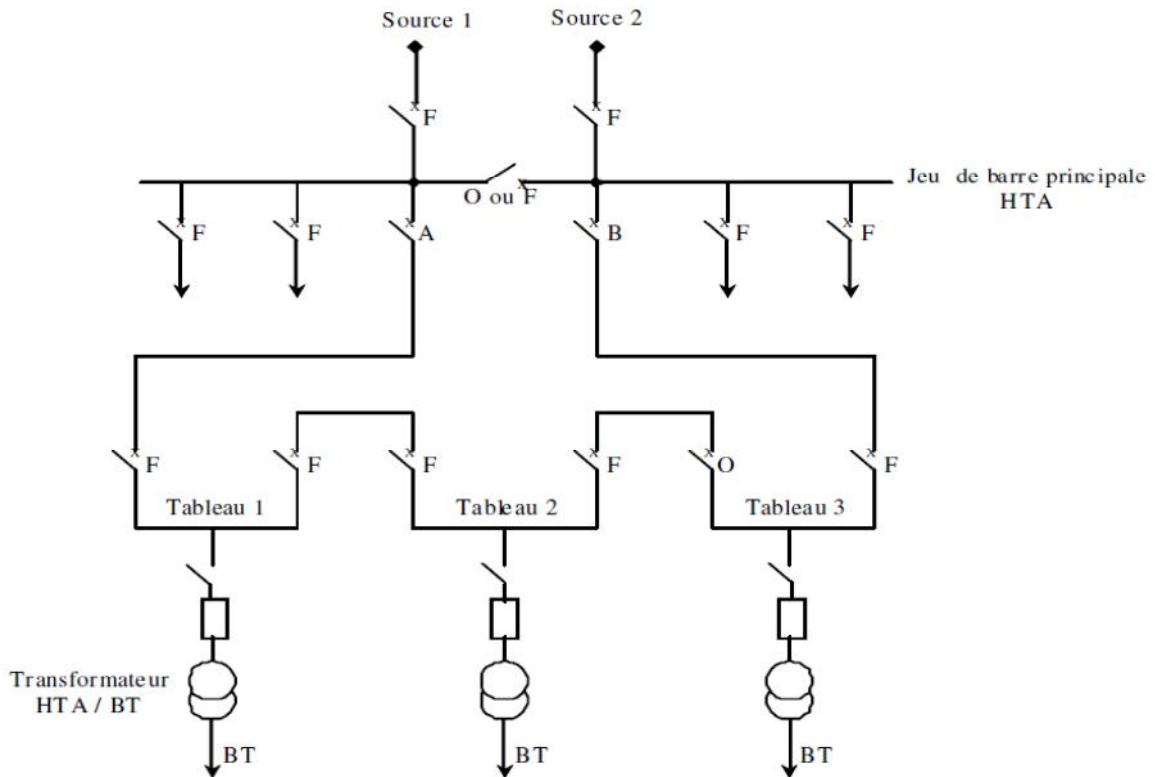 Source 1
Source 2
F
F
O ou F
Jeu de barre principale
HTA
F
F
A
B
F
F
F
F
F
F
O
F
Tableau 1
Tableau 2
Tableau 3
Transformateur
HTA / BT
BT
BT
BT